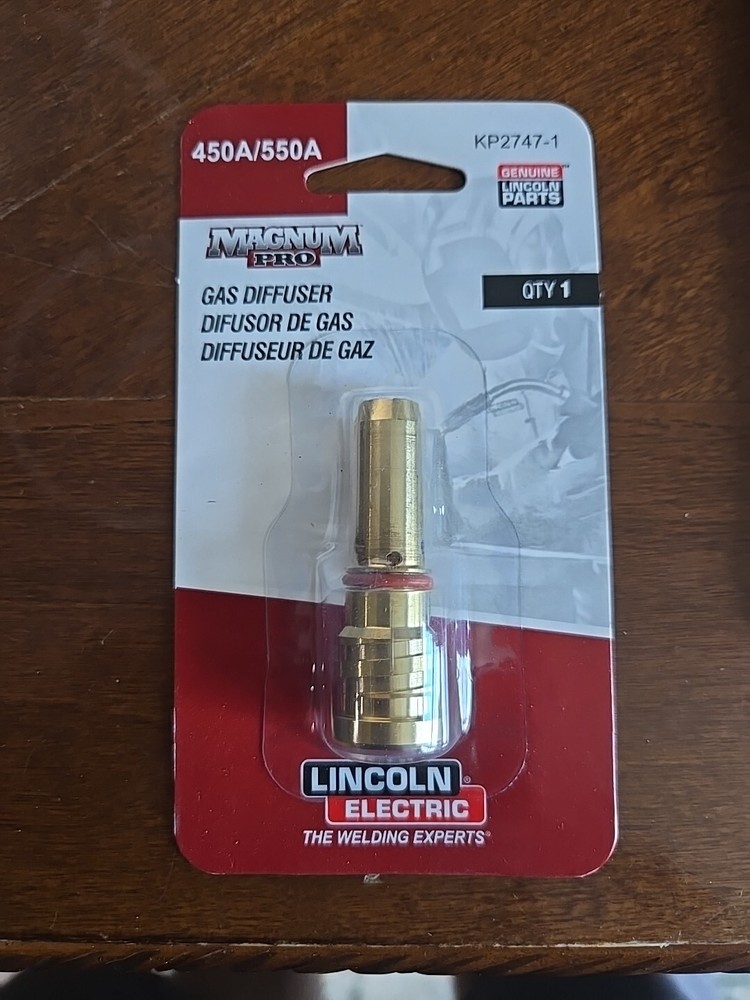 450A/550A
KP2747-1
GENUINE
LINCOLN
PARTS
MAGNUM
PRO
GAS DIFFUSER
DIFUSOR DE GAS
DIFFUSEUR DE GAZ
QTY 1
LINCOLN ®
ELECTRIC
THE WELDING EXPERTS®